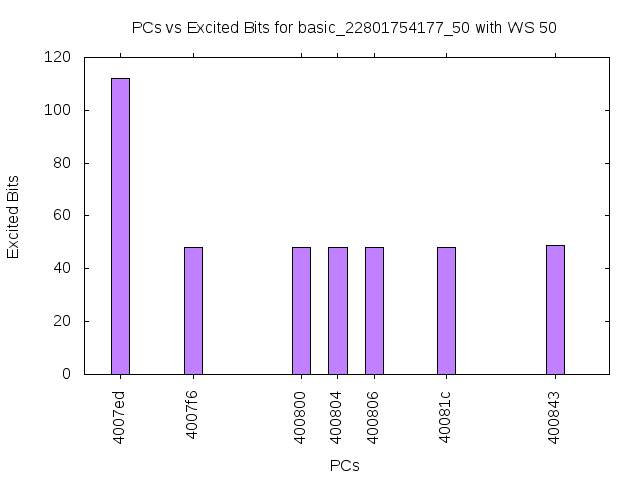 PCs vs Excited Bits for basic_22801754177_50 with WS 50
120
100
80
60
40
20
0
Excited Bits
4007ed
4007f6
400800
400804
400806
40081c
400843
PCs